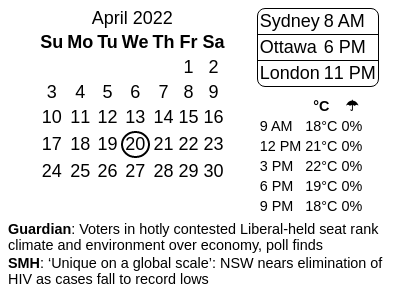 April 2022
Su Mo Tu We Th Fr Sa
1 2
3 4 5 6 7 8 9
10 11 12 13 14 15 16
17 18 19 20 21 22 23
24 25 26 27 28 29 30
Sydney 8 AM
Ottawa 6 PM
London 11 PM
°C ☂
9 AM 18°C 0%
12 PM 21°C 0%
3 PM 22°C 0%
6 PM 19°C 0%
9 PM 18°C 0%
Guardian: Voters in hotly contested Liberal-held seat rank
climate and environment over economy, poll finds
SMH: ‘Unique on a global scale’: NSW nears elimination of
HIV as cases fall to record lows